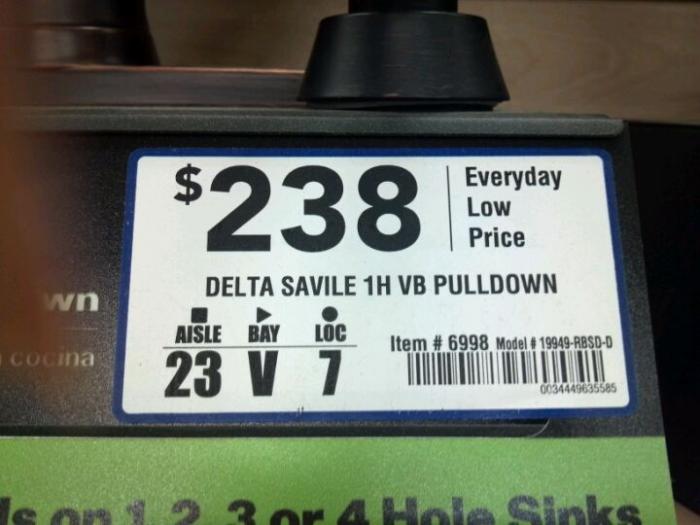 $238
Everyday
Low
Price
DELTA SAVILE 1H VB PULLDOWN
AISLE BAY LOC
23 V 7
Item # 6998 Model # 19949-RBSD-D
0034449635585
wn
cocina
ls on 1, 2, 3 or 4 Hole Sinks